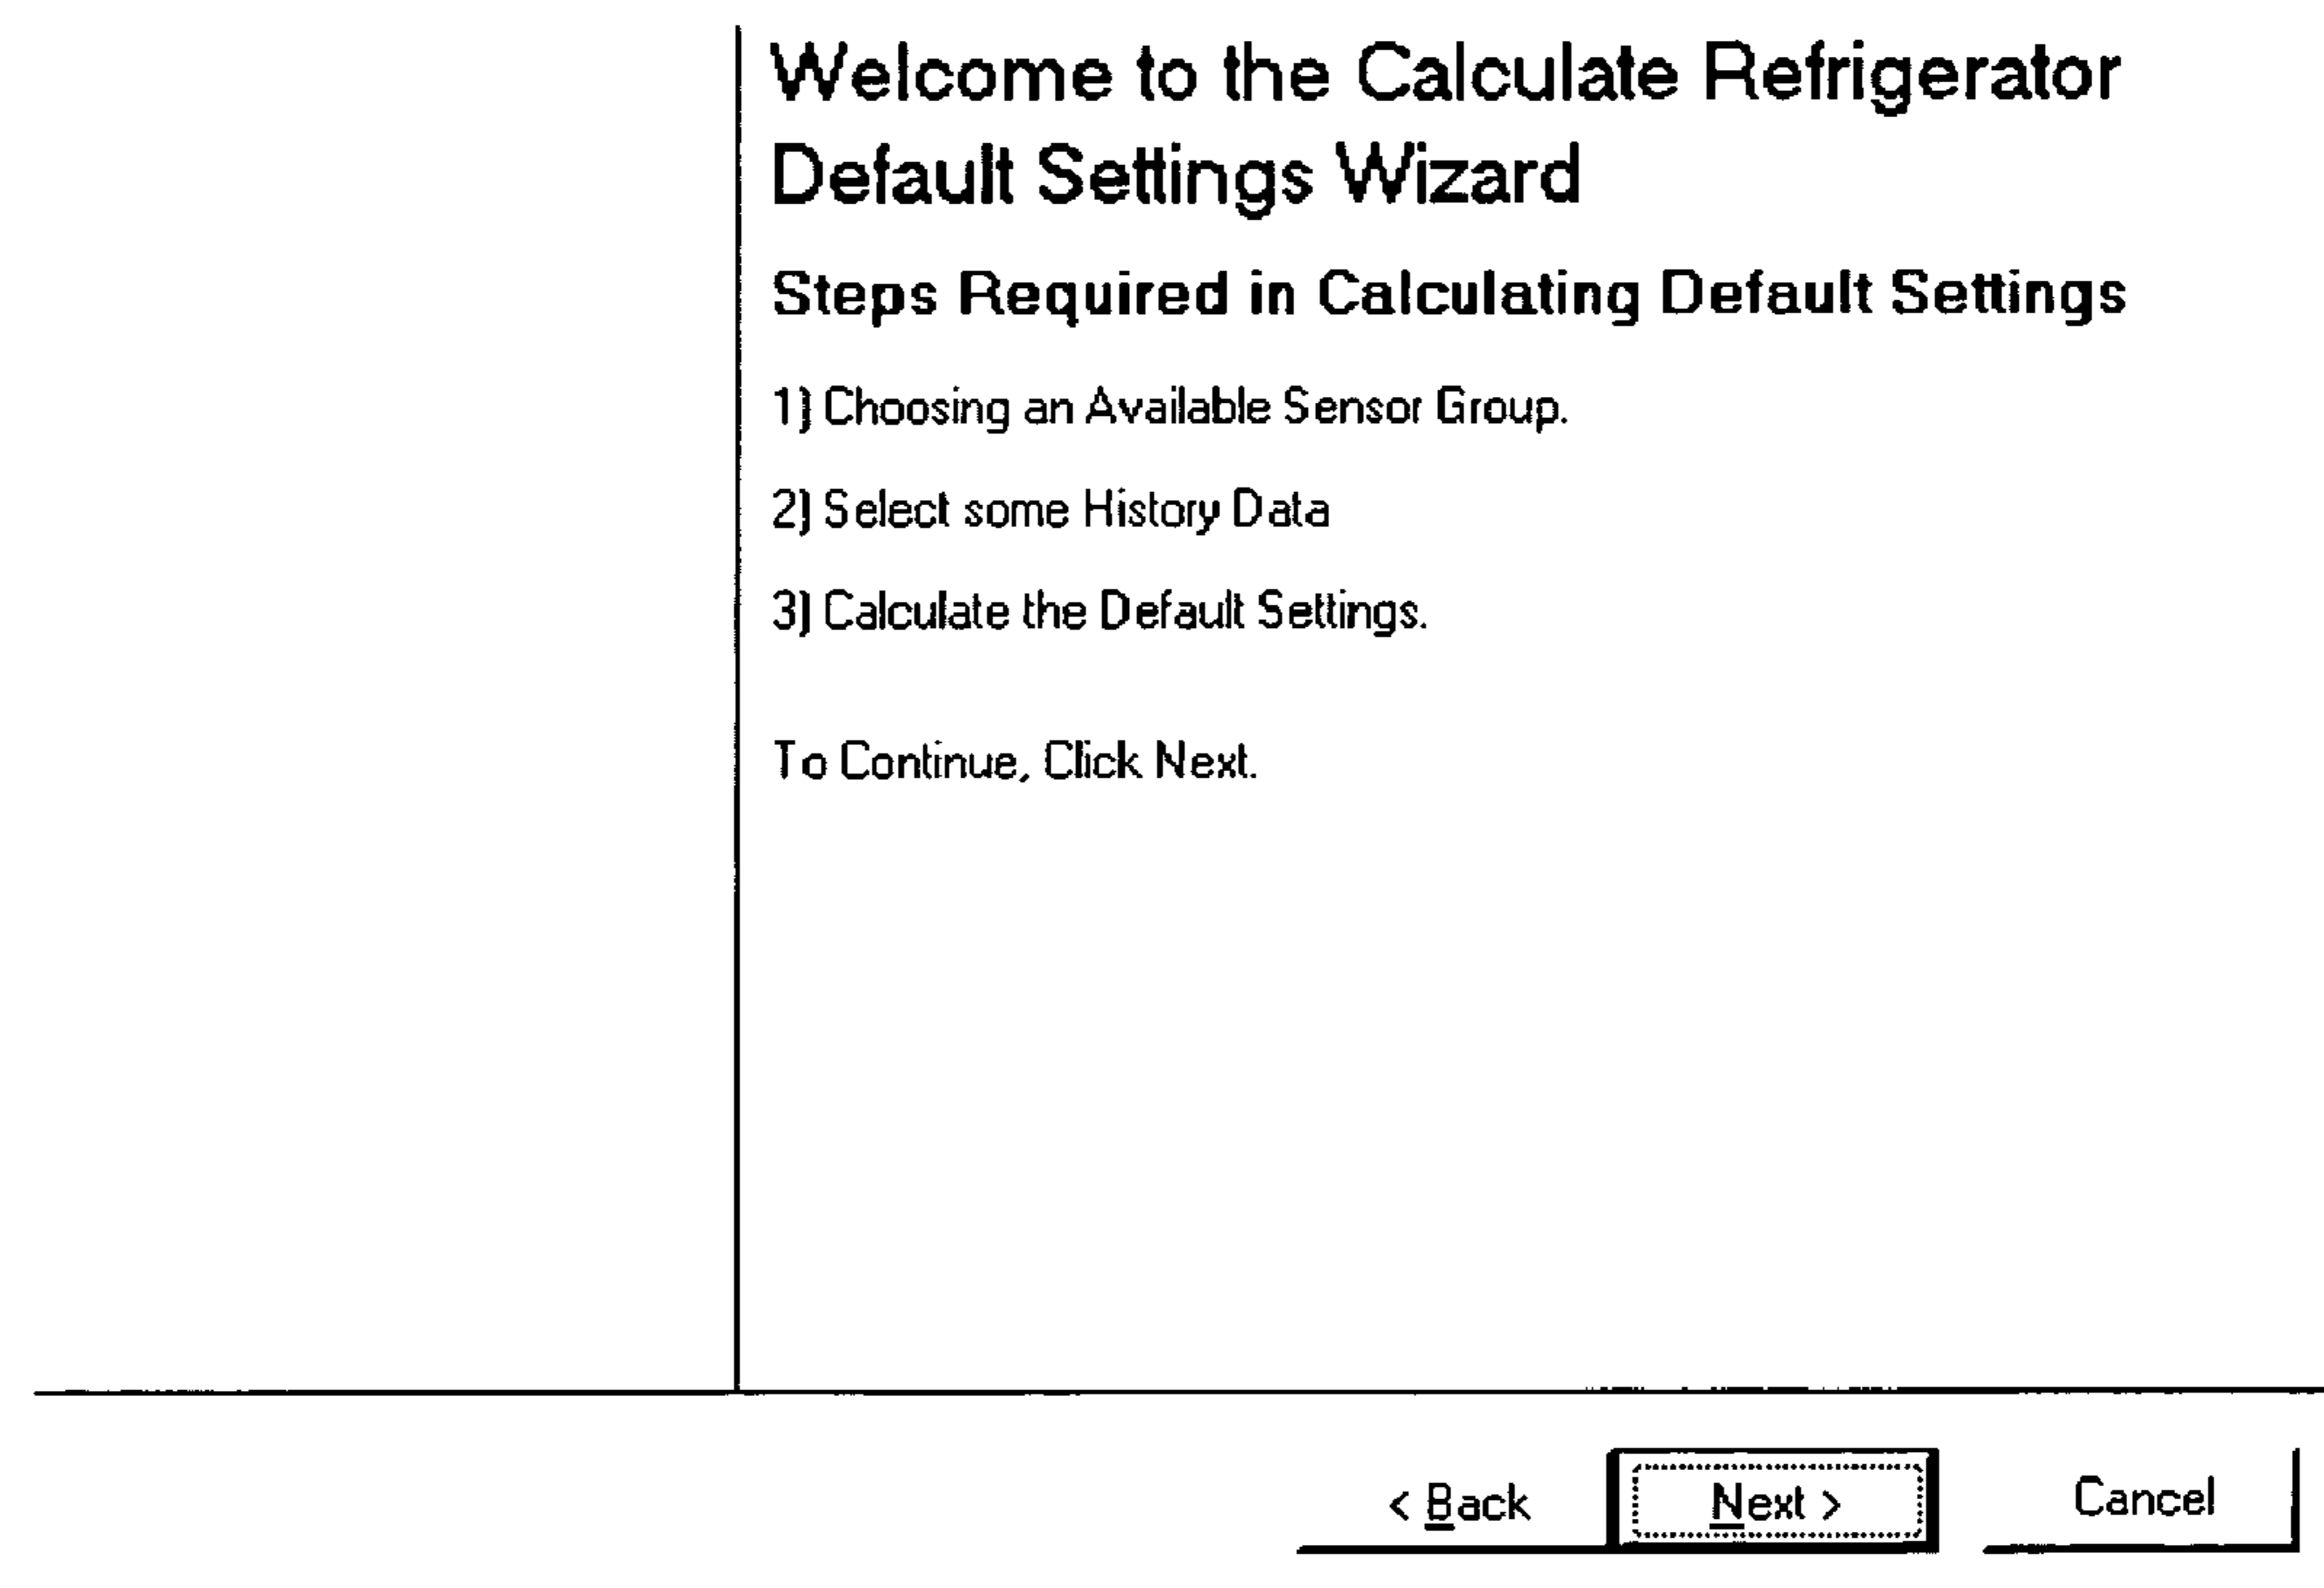 Welcome to the Calculate Refrigerator
Default Settings Wizard
Steps Required in Calculating Default Settings
1) Choosing an Available Sensor Group.
2) Select some History Data
3) Calculate the Default Settings.
To Continue, Click Next.
< Back
Next >
Cancel